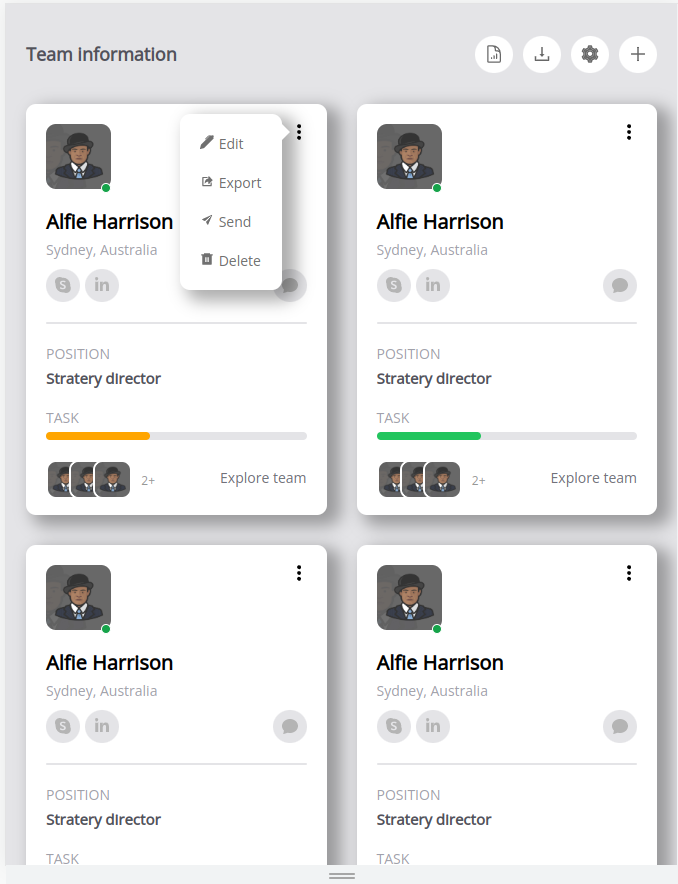 Team information
Edit
Export
Send
Delete
Alfie Harrison
Sydney, Australia
POSITION
Stratery director
TASK
2+
Explore team
Alfie Harrison
Sydney, Australia
POSITION
Stratery director
TASK
2+
Explore team
Alfie Harrison
Sydney, Australia
POSITION
Stratery director
TASK
Alfie Harrison
Sydney, Australia
POSITION
Stratery director
TASK